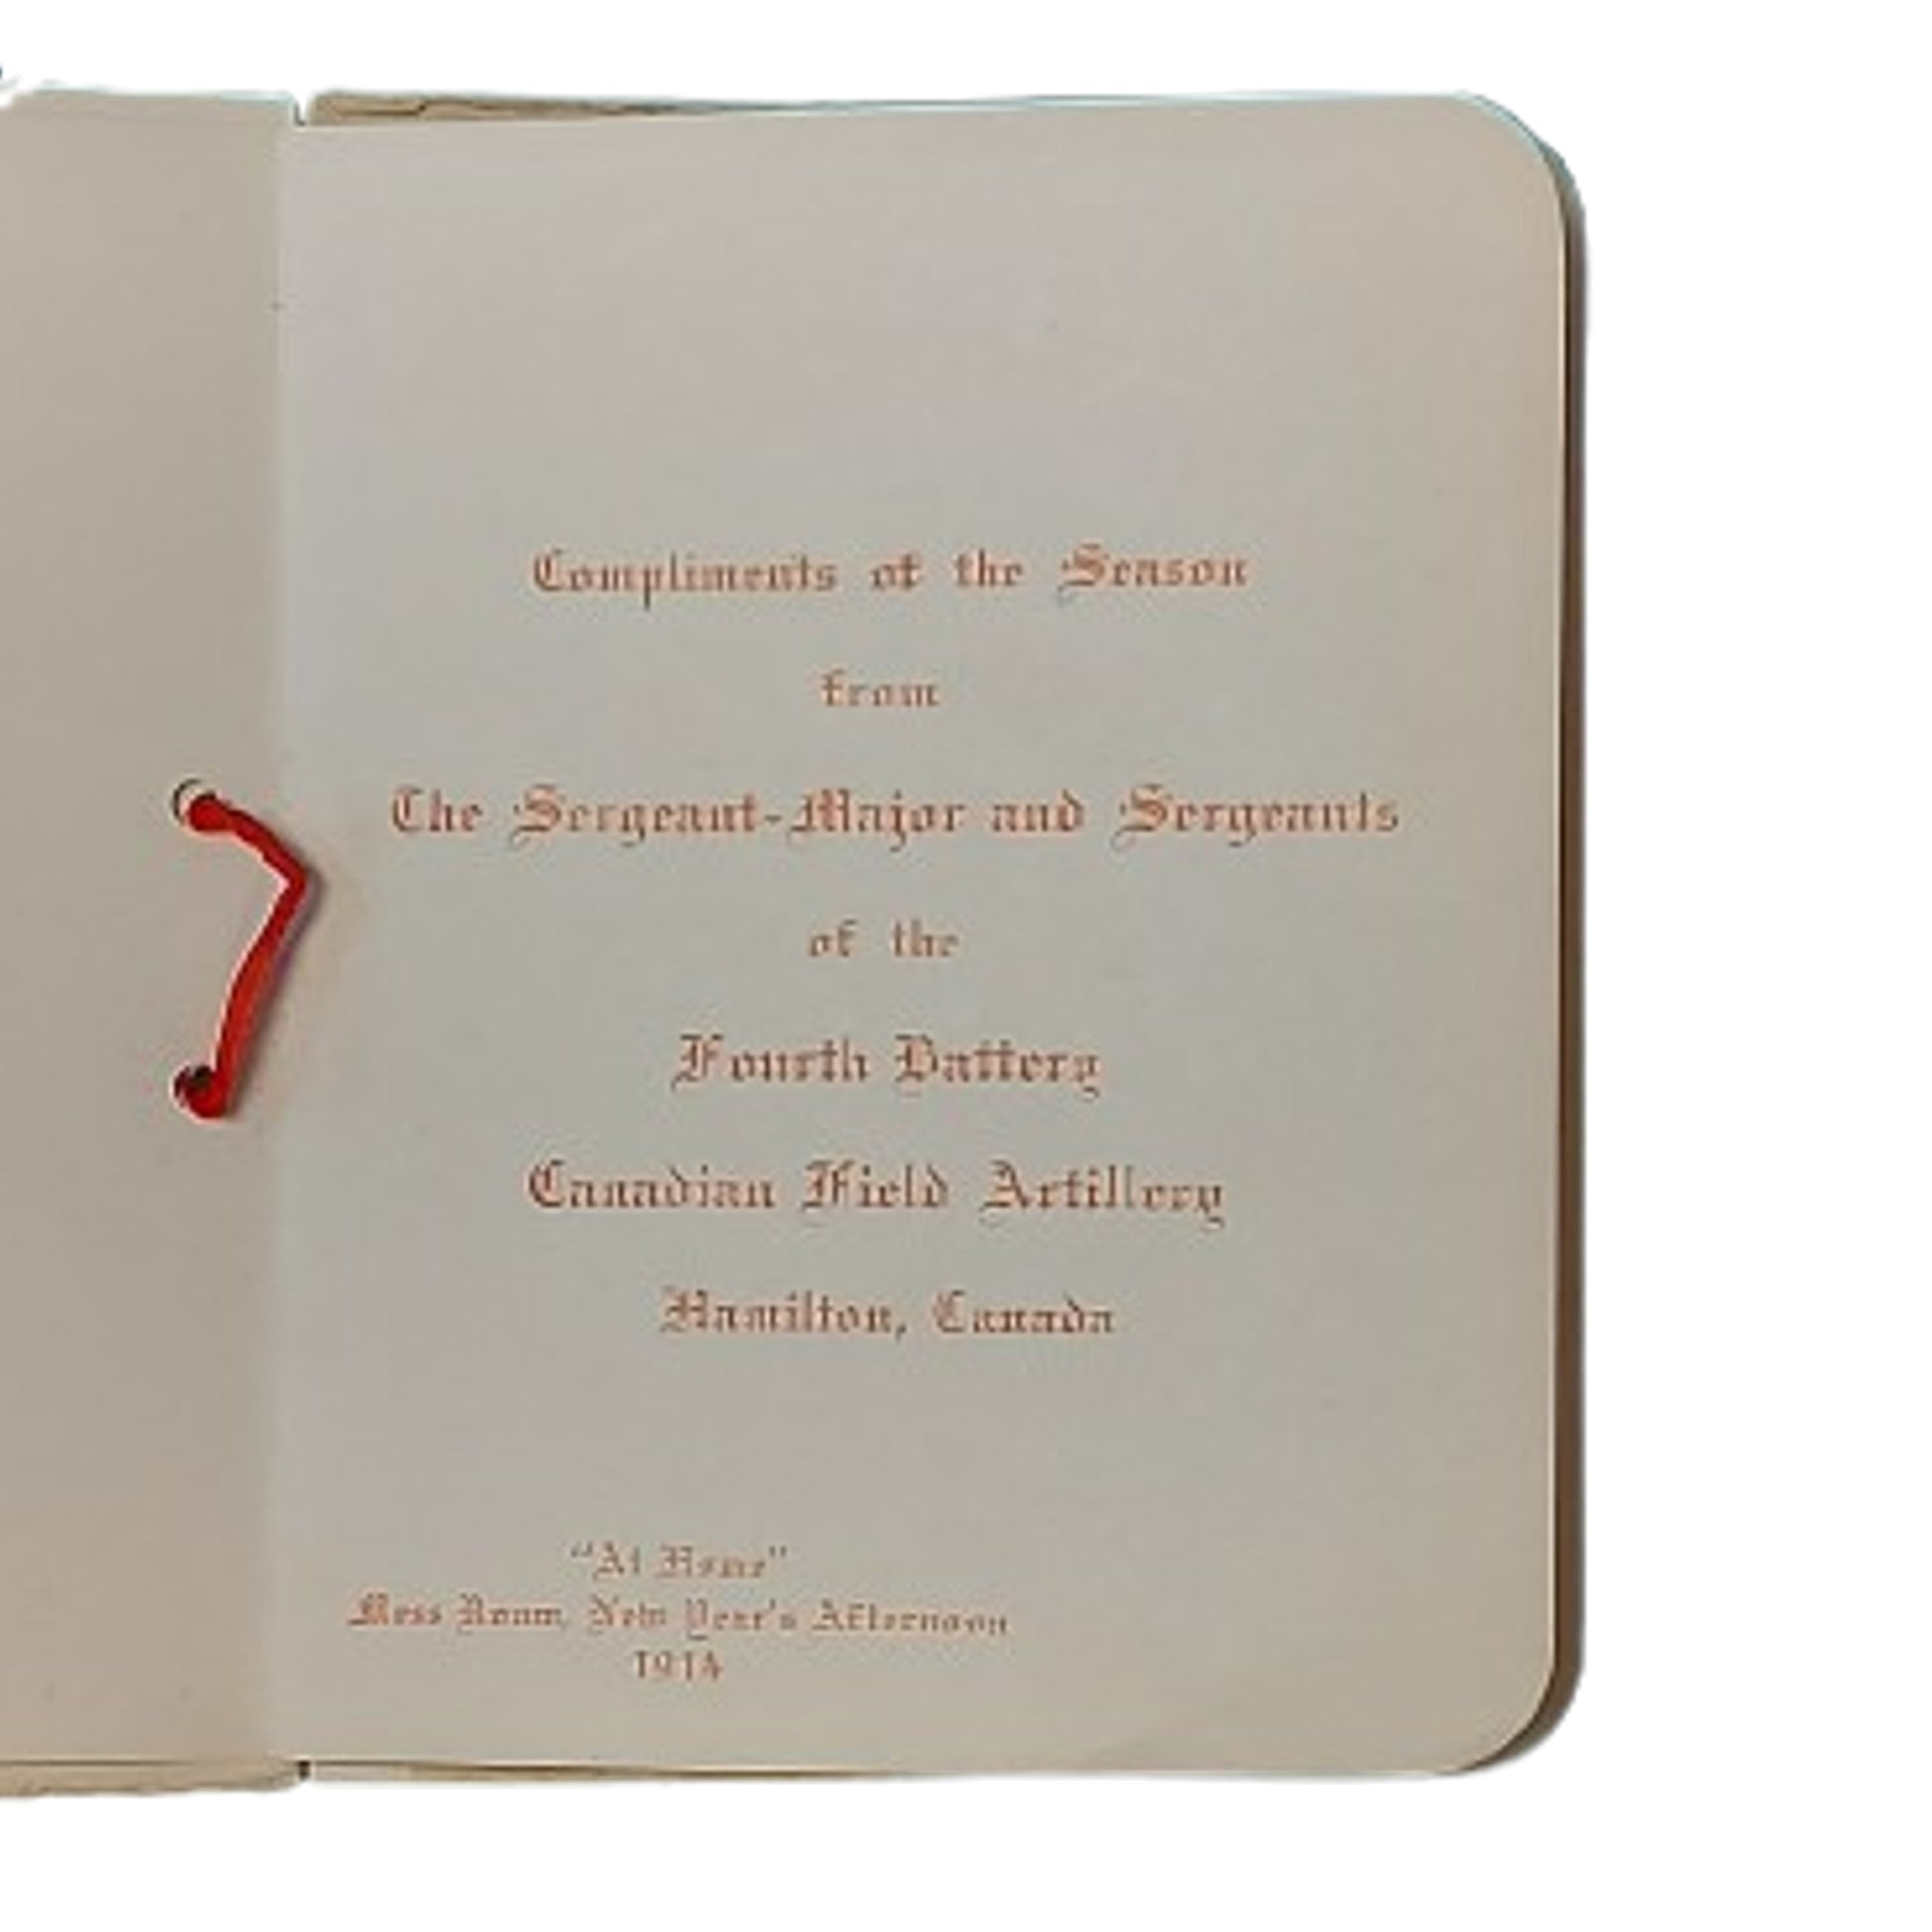 Compliments of the Season
from
The Sergeant-Major and Sergeants
of the
Fourth Battery
Canadian Field Artillery
Hamilton, Canada
"At Home"
Mess Room, New Year's Afternoon
1914